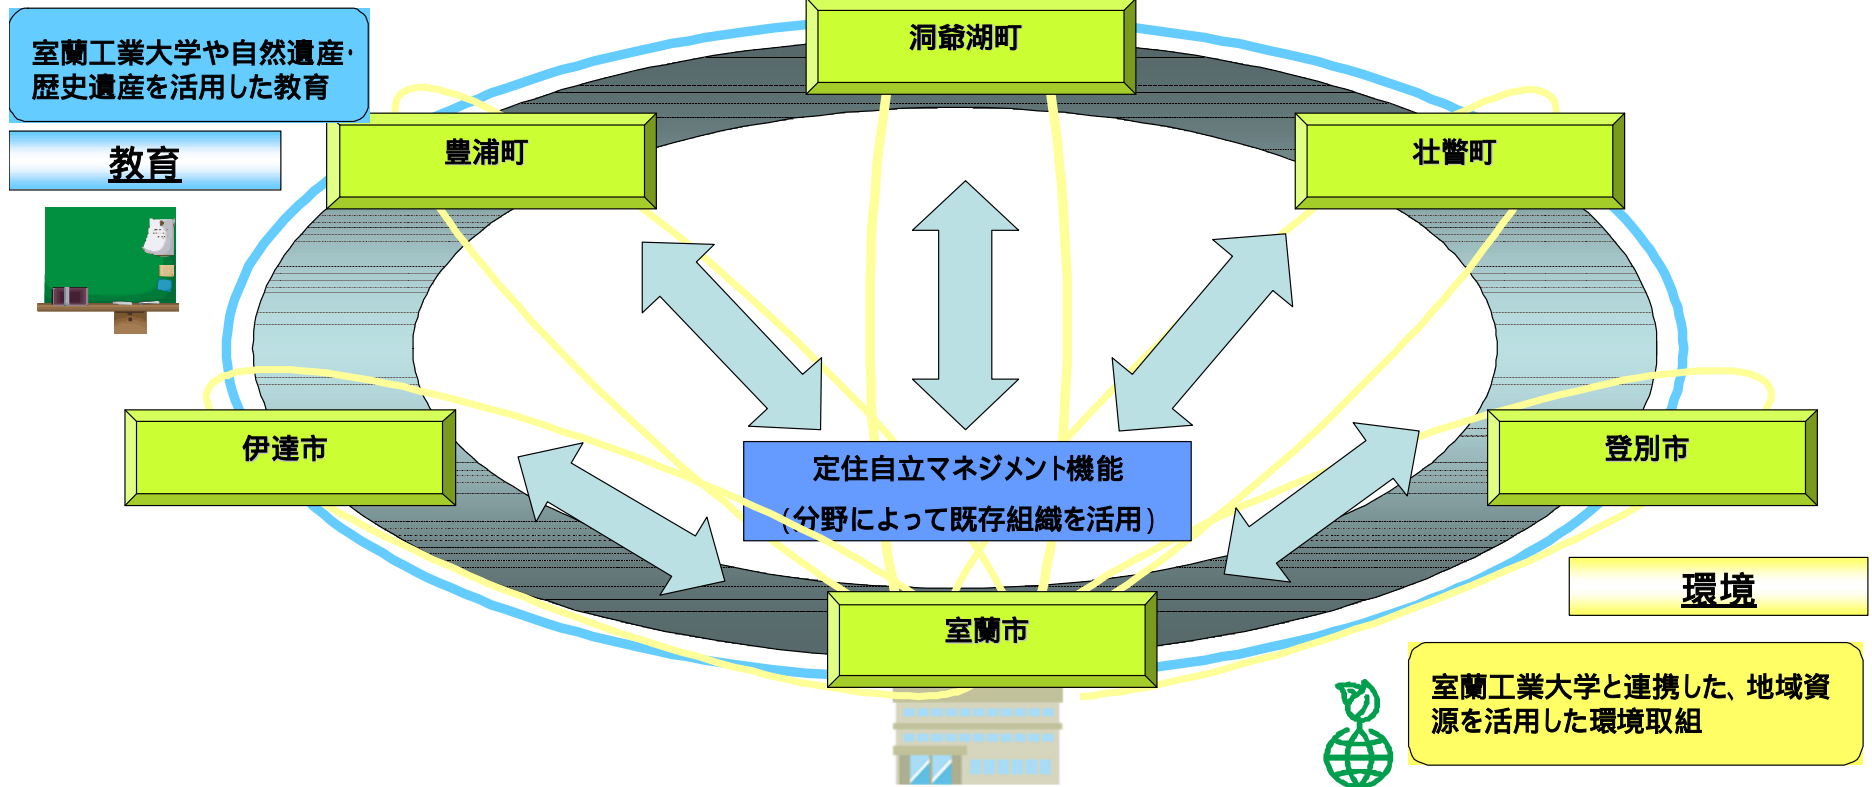 室蘭工業大学や自然遺産・
歴史遺産を活用した教育
教育
洞爺湖町
豊浦町
壮瞥町
伊達市
登別市
定住自立マネジメント機能
(分野によって既存組織を活用)
室蘭市
環境
室蘭工業大学と連携した、地域資
源を活用した環境取組